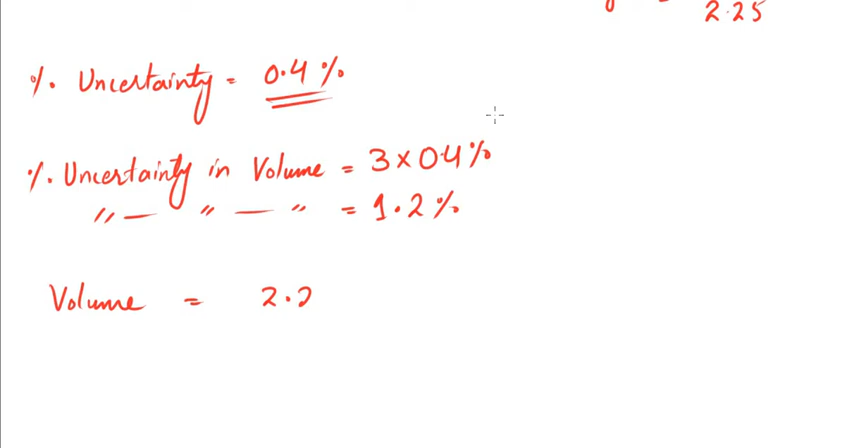 2.25
% Uncertainty = 0.4%
% Uncertainty in Volume = 3 × 0.4%
〃 — 〃 — 〃 = 1.2%
Volume = 2.2